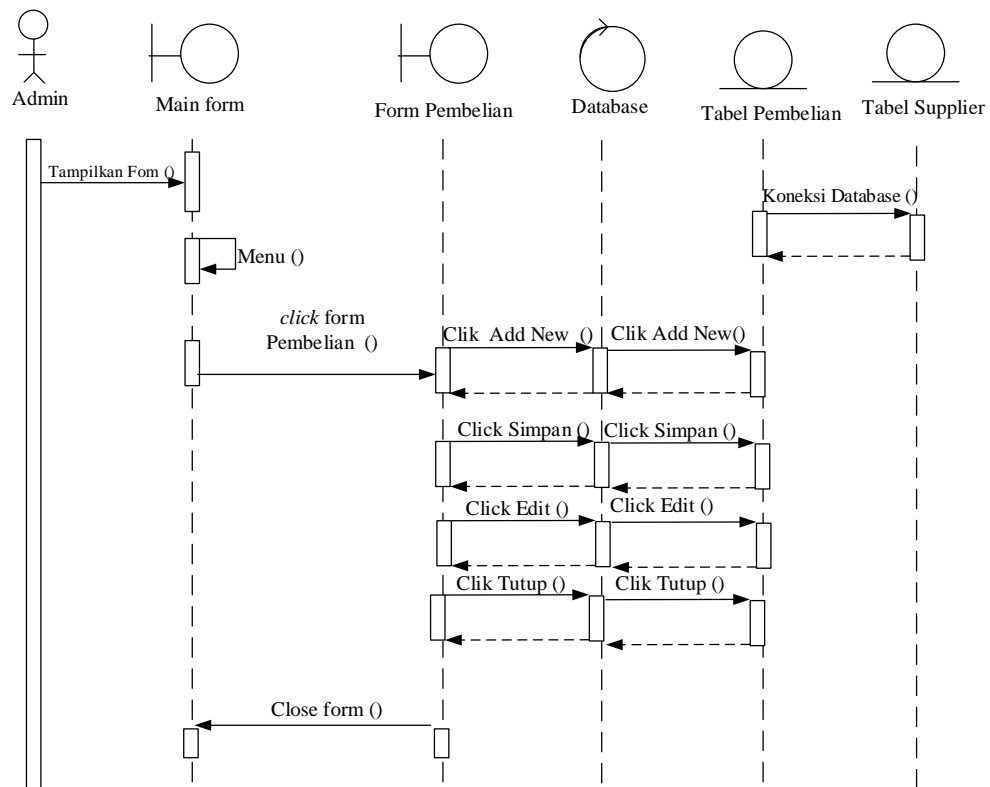 Admin
Main form
Form Pembelian
Database
Tabel Pembelian
Tabel Supplier
Tampilkan Fom ()
Koneksi Database ()
Menu ()
click form
Pembelian ()
Clik Add New ()
Clik Add New()
Click Simpan ()
Click Simpan ()
Click Edit ()
Click Edit ()
Clik Tutup ()
Clik Tutup ()
Close form ()